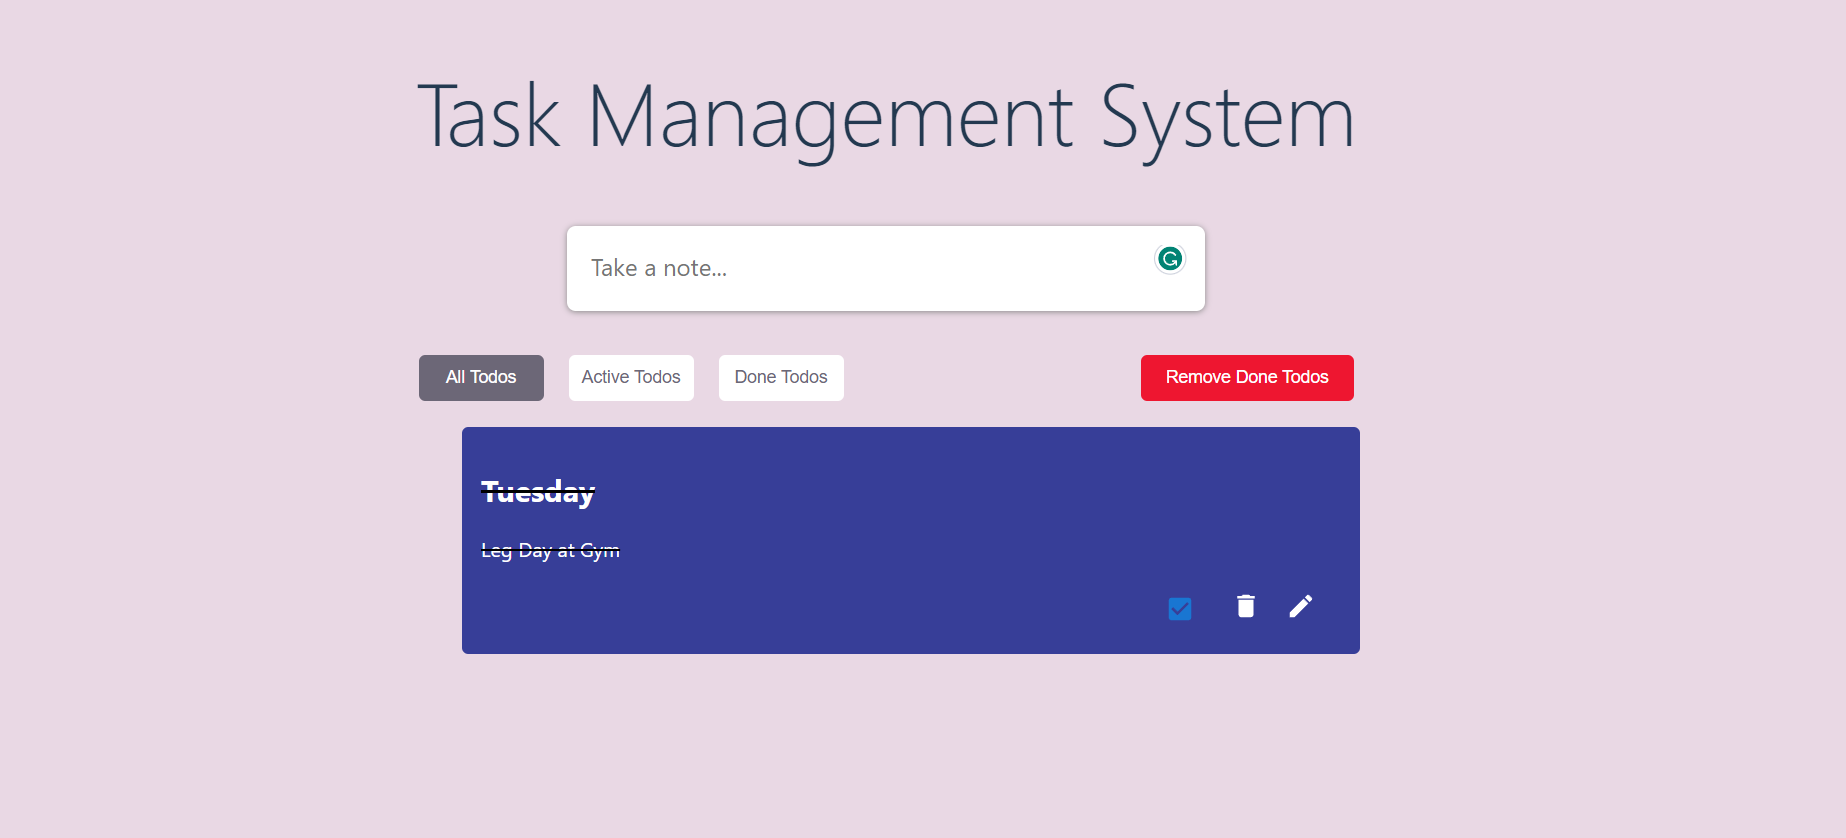 Task Management System
Take a note...
All Todos Active Todos Done Todos Remove Done Todos
Tuesday
Leg Day at Gym